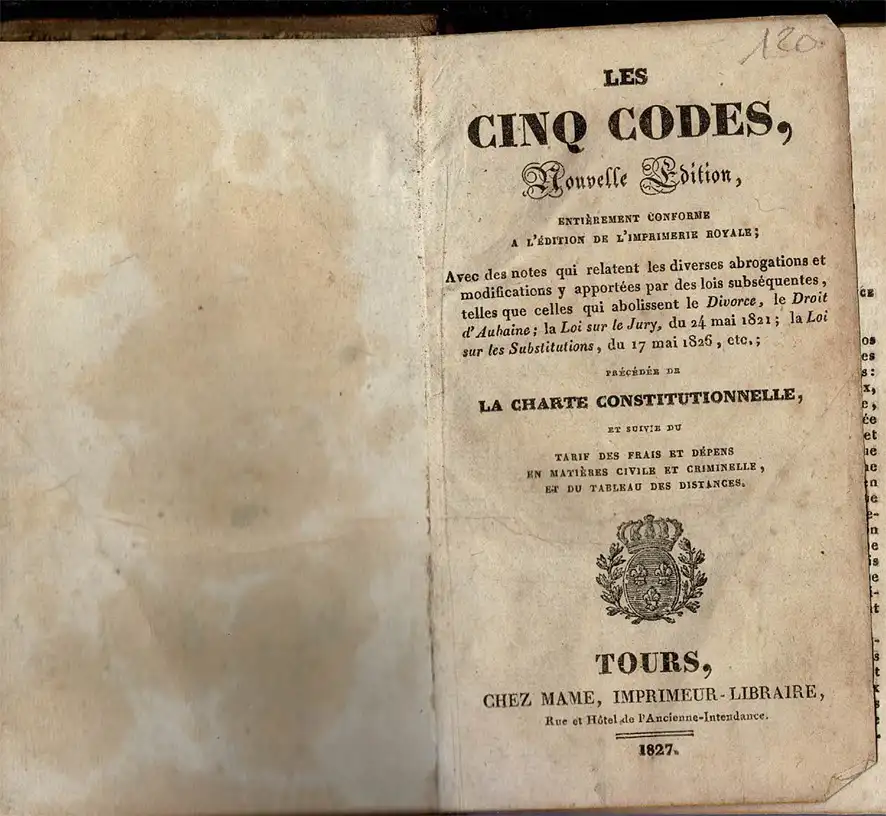 120.
LES
CINQ CODES,
Nouvelle Edition,
ENTIÈREMENT CONFORME
A L'ÉDITION DE L'IMPRIMERIE ROYALE;
Avec des notes qui relatent les diverses abrogations et
modifications y apportées par des lois subséquentes,
telles que celles qui abolissent le Divorce, le Droit
d'Aubaine; la Loi sur le Jury, du 24 mai 1821; la Loi
sur les Substitutions, du 17 mai 1826, etc.;
PRÉCÉDÉE DE
LA CHARTE CONSTITUTIONNELLE,
ET SUIVIE DU
TARIF DES FRAIS ET DÉPENS
EN MATIÈRES CIVILE ET CRIMINELLE,
ET DU TABLEAU DES DISTANCES.
TOURS,
CHEZ MAME, IMPRIMEUR-LIBRAIRE,
Rue et Hôtel de l'Ancienne-Intendance.
1827.